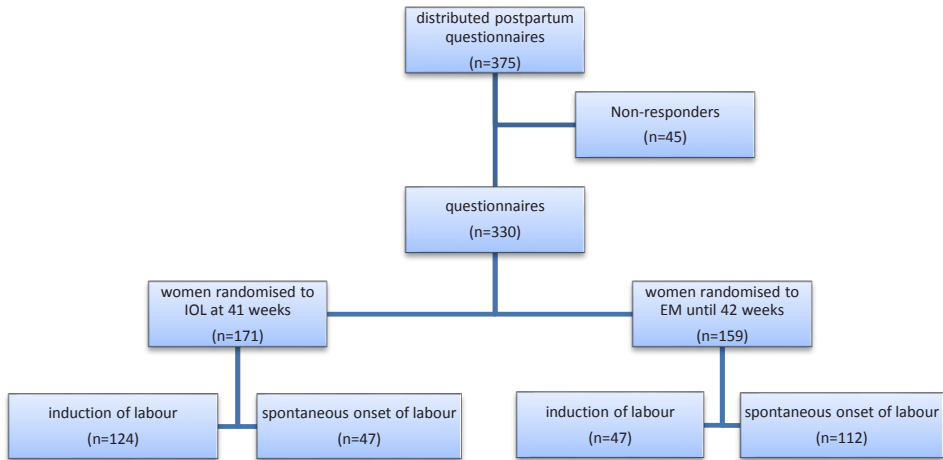 distributed postpartum
questionnaires
(n=375)
Non-responders
(n=45)
questionnaires
(n=330)
women randomised to
IOL at 41 weeks
(n=171)
women randomised to
EM until 42 weeks
(n=159)
induction of labour
(n=124)
spontaneous onset of labour
(n=47)
induction of labour
(n=47)
spontaneous onset of labour
(n=112)